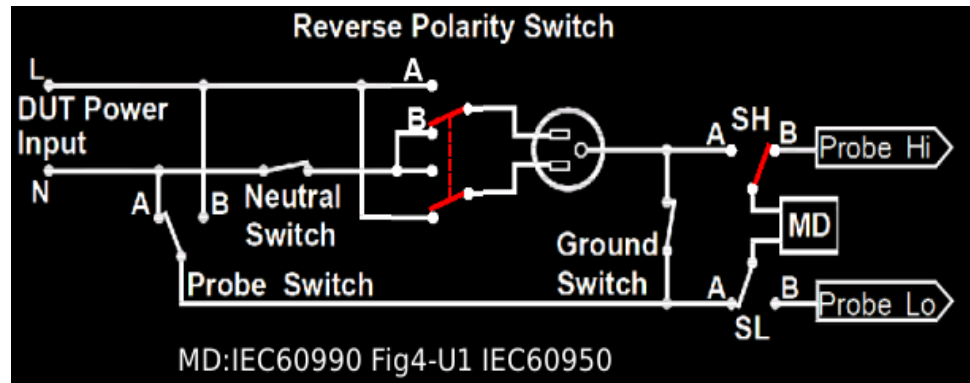 Reverse Polarity Switch
L
A
DUT Power
Input
B
N
A
B
Neutral
Switch
Probe Switch
Ground
Switch
A
SH
B
Probe Hi
MD
A
B
Probe Lo
SL
MD:IEC60990 Fig4-U1 IEC60950